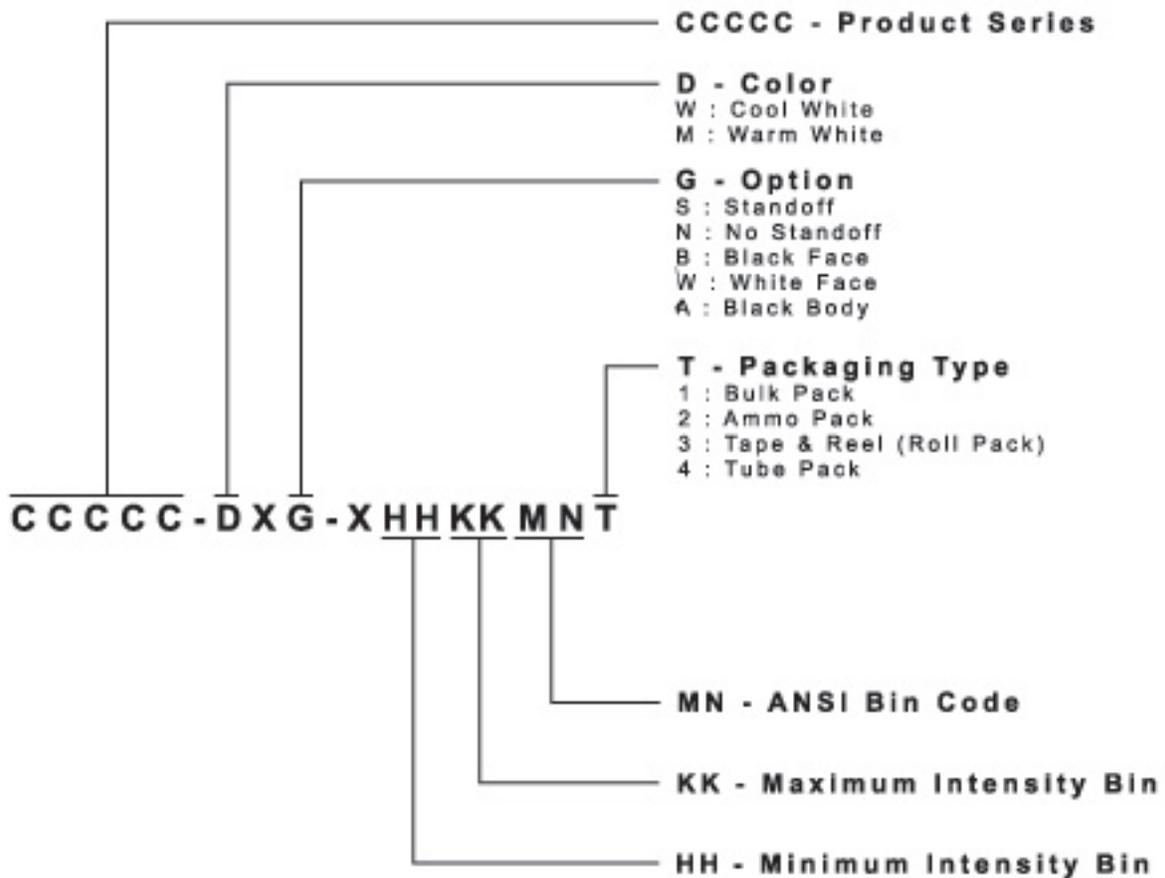 CCCCC - Product Series
D - Color
W : Cool White
M : Warm White
G - Option
S : Standoff
N : No Standoff
B : Black Face
W : White Face
A : Black Body
T - Packaging Type
1 : Bulk Pack
2 : Ammo Pack
3 : Tape & Reel (Roll Pack)
4 : Tube Pack
CCCCC-DXG-XHHKKMNT
MN - ANSI Bin Code
KK - Maximum Intensity Bin
HH - Minimum Intensity Bin